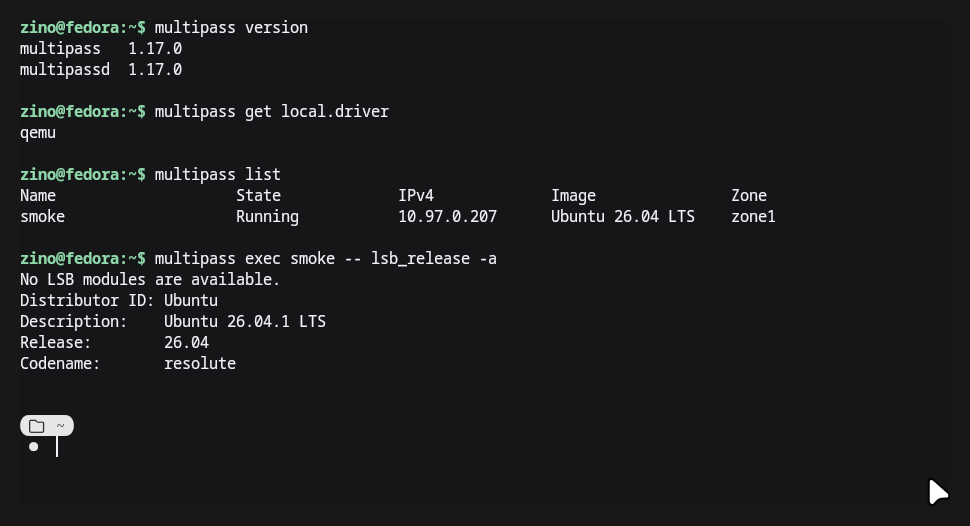 zino@fedora:~$ multipass version
multipass   1.17.0
multipassd  1.17.0
zino@fedora:~$ multipass get local.driver
qemu
zino@fedora:~$ multipass list
Name                    State             IPv4             Image               Zone
smoke                   Running           10.97.0.207      Ubuntu 26.04 LTS    zone1
zino@fedora:~$ multipass exec smoke -- lsb_release -a
No LSB modules are available.
Distributor ID: Ubuntu
Description:    Ubuntu 26.04.1 LTS
Release:        26.04
Codename:       resolute
~